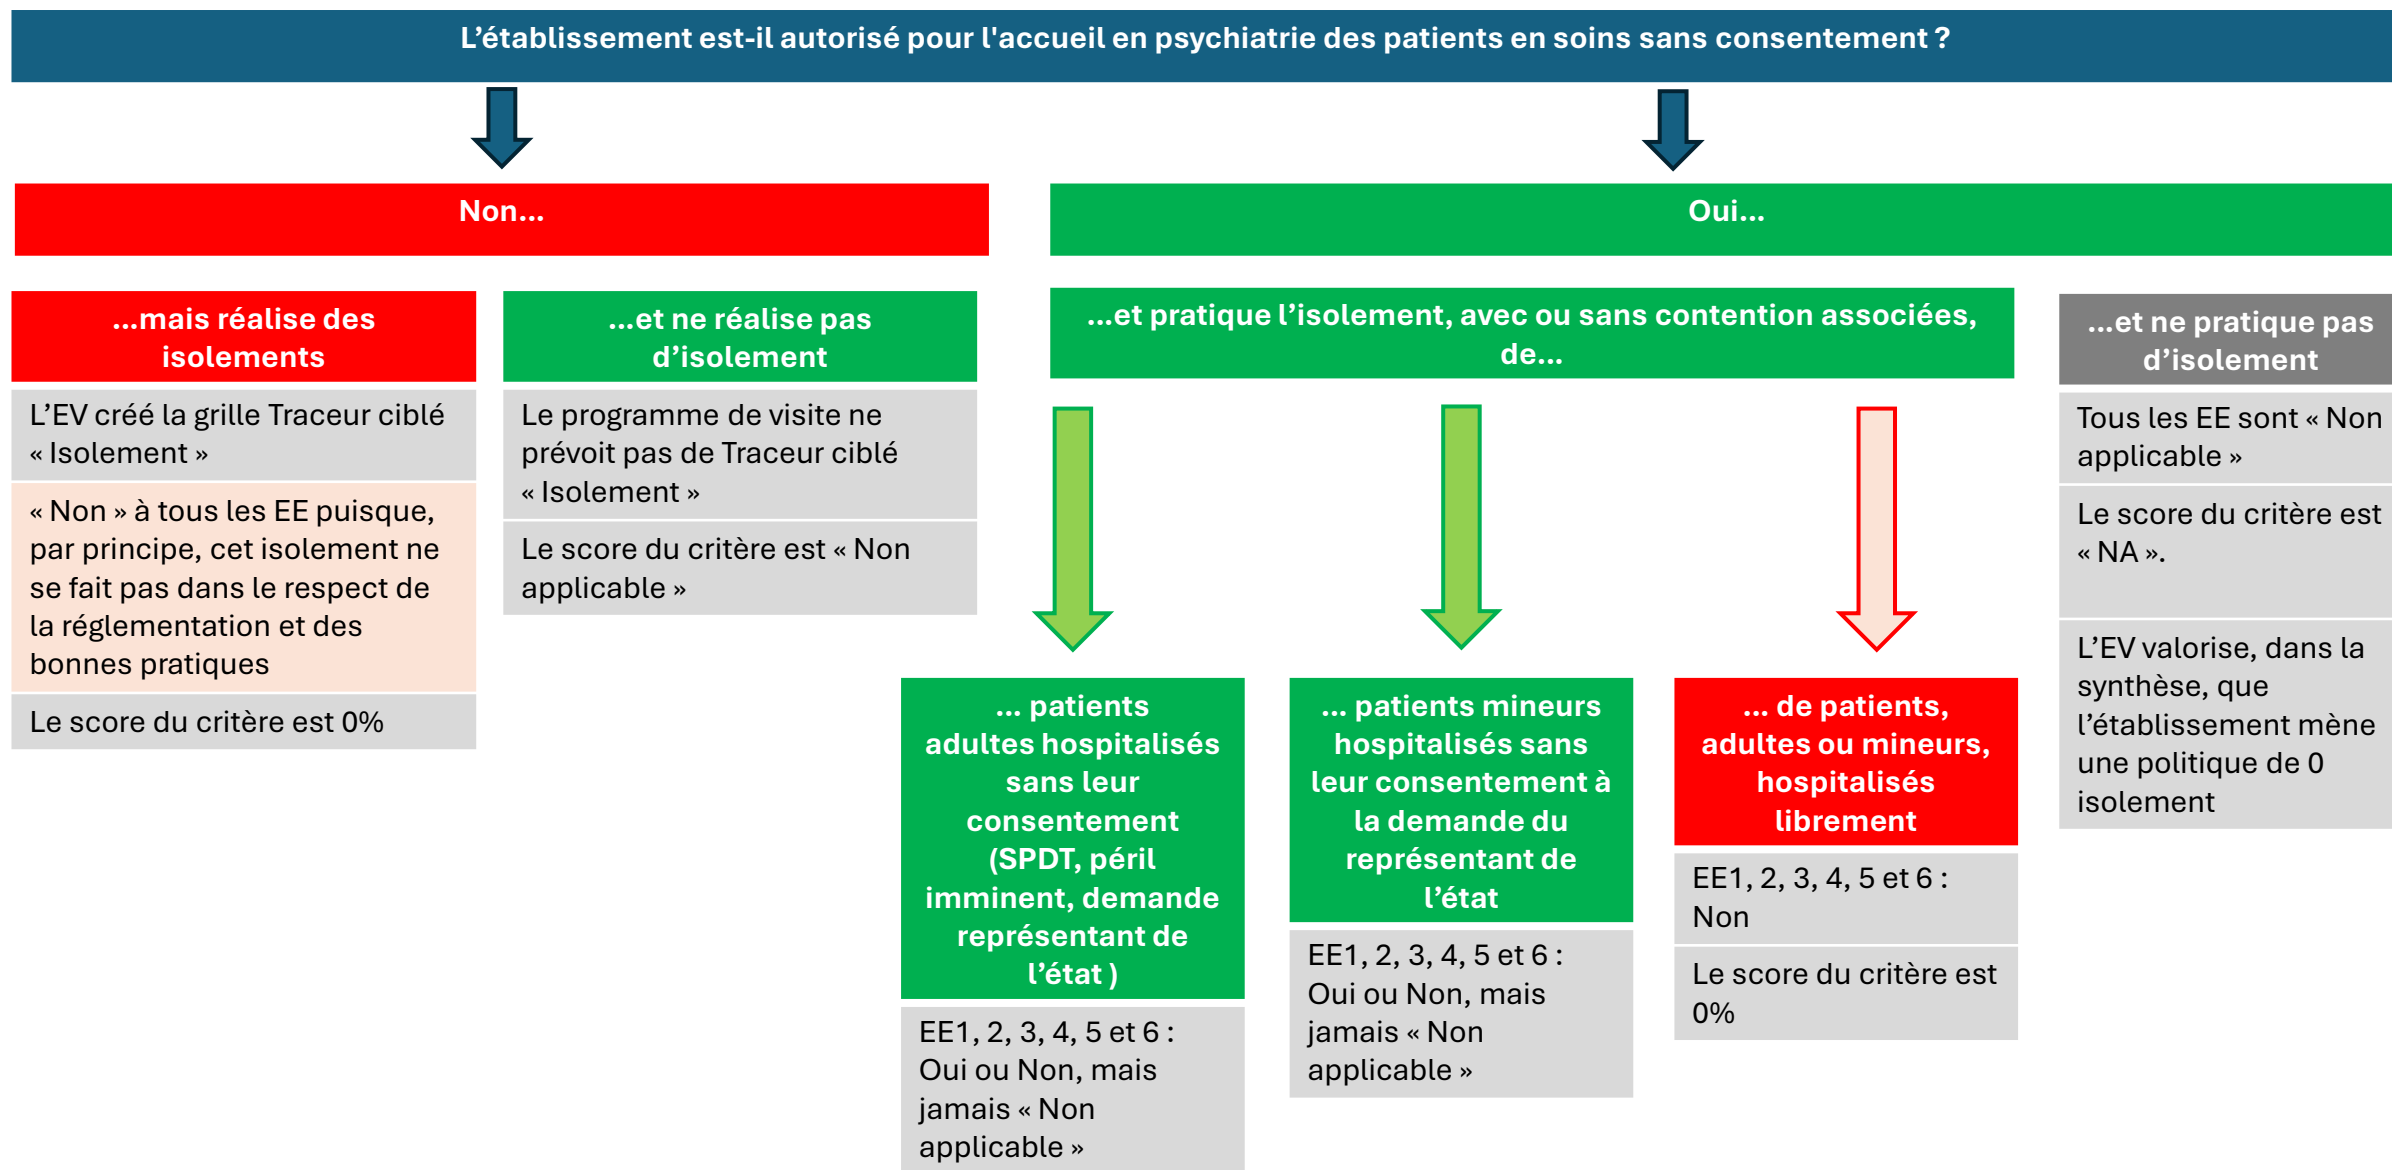 L’établissement est-il autorisé pour l'accueil en psychiatrie des patients en soins sans consentement ?
Non...
Oui...
...mais réalise des
isolements
L’EV créé la grille Traceur ciblé
« Isolement »
« Non » à tous les EE puisque,
par principe, cet isolement ne
se fait pas dans le respect de
la réglementation et des
bonnes pratiques
Le score du critère est 0%
...et ne réalise pas
d’isolement
Le programme de visite ne
prévoit pas de Traceur ciblé
« Isolement »
Le score du critère est « Non
applicable »
...et pratique l’isolement, avec ou sans contention associées,
de...
... patients
adultes hospitalisés
sans leur
consentement
(SPDT, péril
imminent, demande
représentant de
l’état )
EE1, 2, 3, 4, 5 et 6 :
Oui ou Non, mais
jamais « Non
applicable »
... patients mineurs
hospitalisés sans
leur consentement à
la demande du
représentant de
l’état
EE1, 2, 3, 4, 5 et 6 :
Oui ou Non, mais
jamais « Non
applicable »
... de patients,
adultes ou mineurs,
hospitalisés
librement
EE1, 2, 3, 4, 5 et 6 :
Non
Le score du critère est
0%
...et ne pratique pas
d’isolement
Tous les EE sont « Non
applicable »
Le score du critère est
« NA ».
L’EV valorise, dans la
synthèse, que
l’établissement mène
une politique de 0
isolement